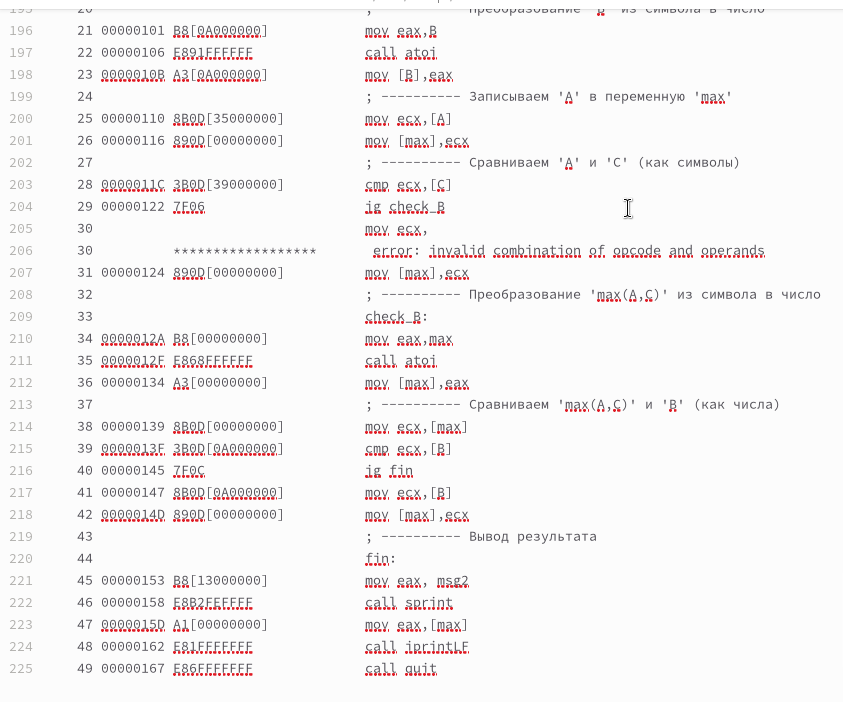 195 20 ; ---------- Преобразование 'B' из символа в число
196 21 00000101 B8[0A000000] mov eax,B
197 22 00000106 E891FFFFFF call atoi
198 23 0000010B A3[0A000000] mov [B],eax
199 24 ; ---------- Записываем 'A' в переменную 'max'
200 25 00000110 8B0D[35000000] mov ecx,[A]
201 26 00000116 890D[00000000] mov [max],ecx
202 27 ; ---------- Сравниваем 'A' и 'С' (как символы)
203 28 0000011C 3B0D[39000000] cmp ecx,[C]
204 29 00000122 7F06 jg check_B
205 30 mov ecx,
206 30 ****************** error: invalid combination of opcode and operands
207 31 00000124 890D[00000000] mov [max],ecx
208 32 ; ---------- Преобразование 'max(A,C)' из символа в число
209 33 check_B:
210 34 0000012A B8[00000000] mov eax,max
211 35 0000012F E868FFFFFF call atoi
212 36 00000134 A3[00000000] mov [max],eax
213 37 ; ---------- Сравниваем 'max(A,C)' и 'B' (как числа)
214 38 00000139 8B0D[00000000] mov ecx,[max]
215 39 0000013F 3B0D[0A000000] cmp ecx,[B]
216 40 00000145 7F0C jg fin
217 41 00000147 8B0D[0A000000] mov ecx,[B]
218 42 0000014D 890D[00000000] mov [max],ecx
219 43 ; ---------- Вывод результата
220 44 fin:
221 45 00000153 B8[13000000] mov eax, msg2
222 46 00000158 E8B2FEFFFF call sprint
223 47 0000015D A1[00000000] mov eax,[max]
224 48 00000162 E81FFFFFFF call iprintLF
225 49 00000167 E86FFFFFFF call quit